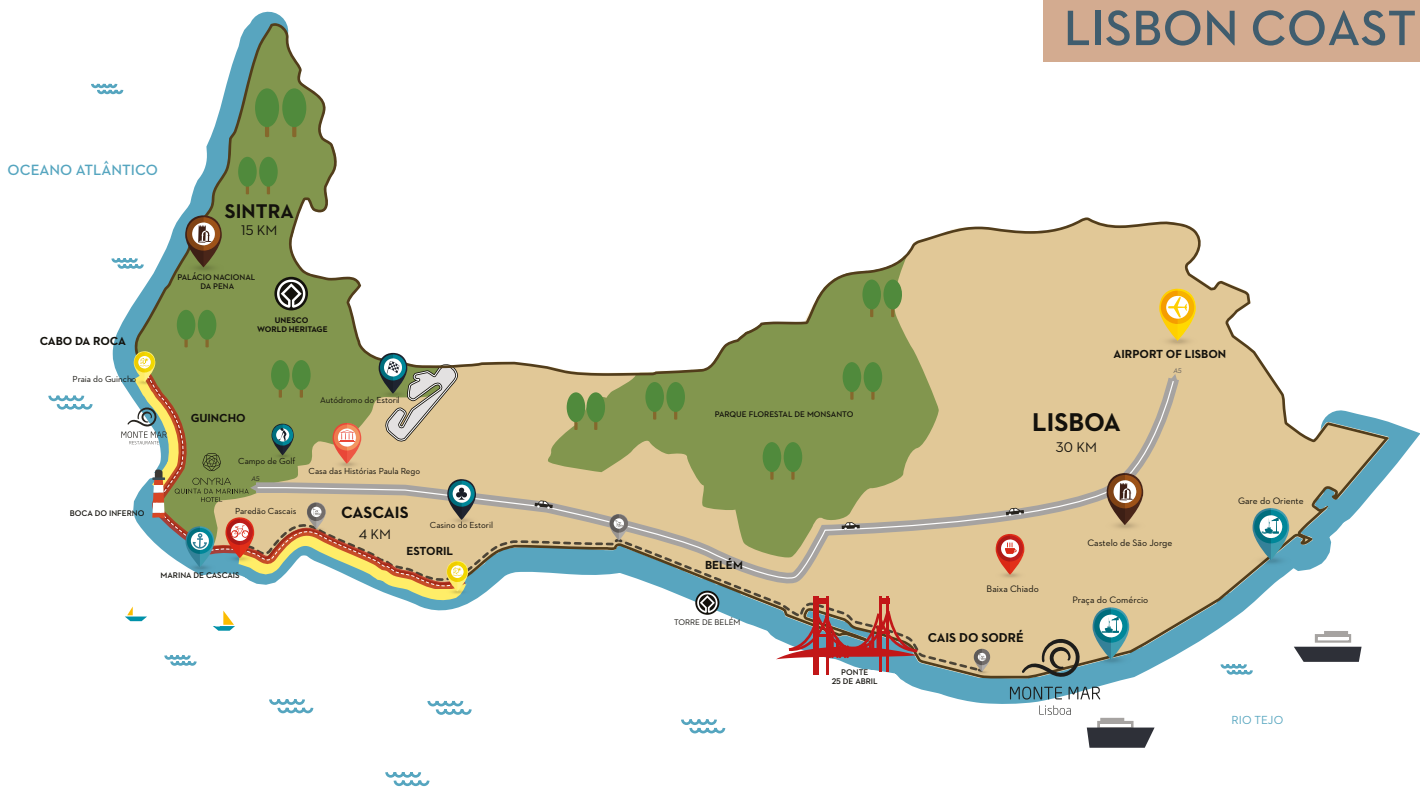 LISBON COAST
OCEANO ATLÂNTICO
SINTRA
15 KM
PALÁCIO NACIONAL
DA PENA
UNESCO
WORLD HERITAGE
CABO DA ROCA
Praia do Guincho
AIRPORT OF LISBON
A5
Autódromo do Estoril
GUINCHO
MONTE MAR
RESTAURANTE
PARQUE FLORESTAL DE MONSANTO
LISBOA
30 KM
Campo de Golf
Casa das Histórias Paula Rego
ONYRIA
QUINTA DA MARINHA
HOTEL
A5
BOCA DO INFERNO
Paredão Cascais
CASCAIS
4 KM
Casino do Estoril
Gare do Oriente
Castelo de São Jorge
ESTORIL
BELÉM
MARINA DE CASCAIS
Baixa Chiado
Praça do Comércio
TORRE DE BELÉM
CAIS DO SODRÉ
PONTE
25 DE ABRIL
MONTE MAR
Lisboa
RIO TEJO